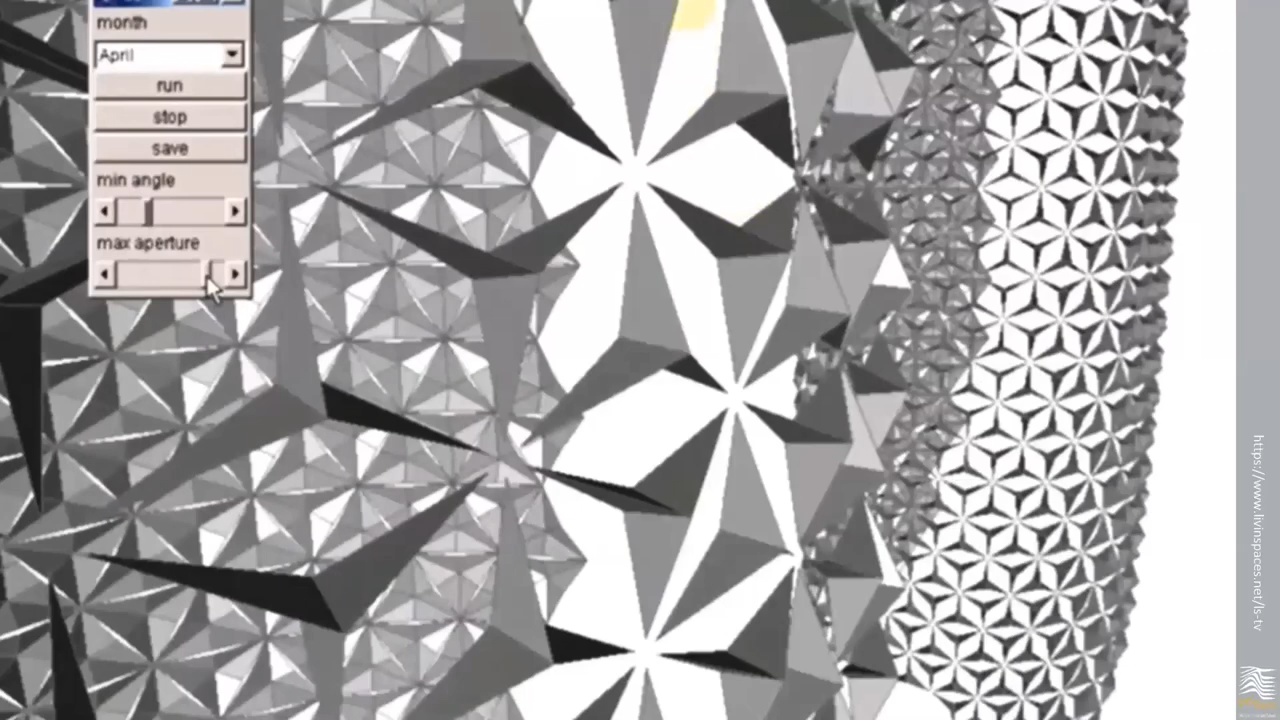 month
April
run
stop
save
min angle
max aperture
https://www.livinspaces.net/ls-tv